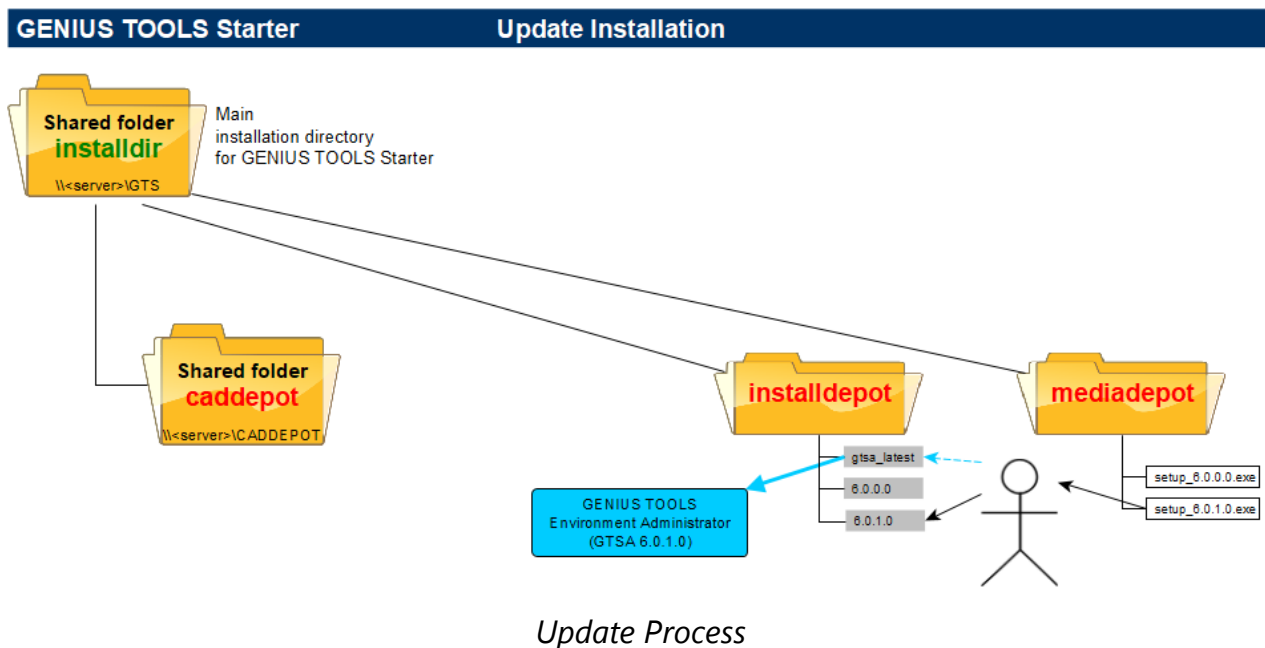 GENIUS TOOLS Starter
Update Installation
Shared folder
installdir
\\<server>\GTS
Main
installation directory
for GENIUS TOOLS Starter
Shared folder
caddepot
\\<server>\CADDEPOT
installdepot
mediadepot
gtsa_latest
6.0.0.0
6.0.1.0
setup_6.0.0.0.exe
setup_6.0.1.0.exe
GENIUS TOOLS
Environment Administrator
(GTSA 6.0.1.0)
Update Process